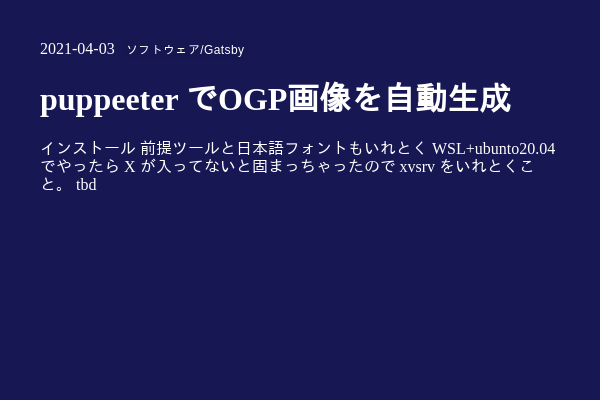 2021-04-03 ソフトウェア/Gatsby
puppeeter でOGP画像を自動生成
インストール 前提ツールと日本語フォントもいれとく WSL+ubunto20.04
でやったら X が入ってないと固まっちゃったので xvsrv をいれとくこ
と。 tbd